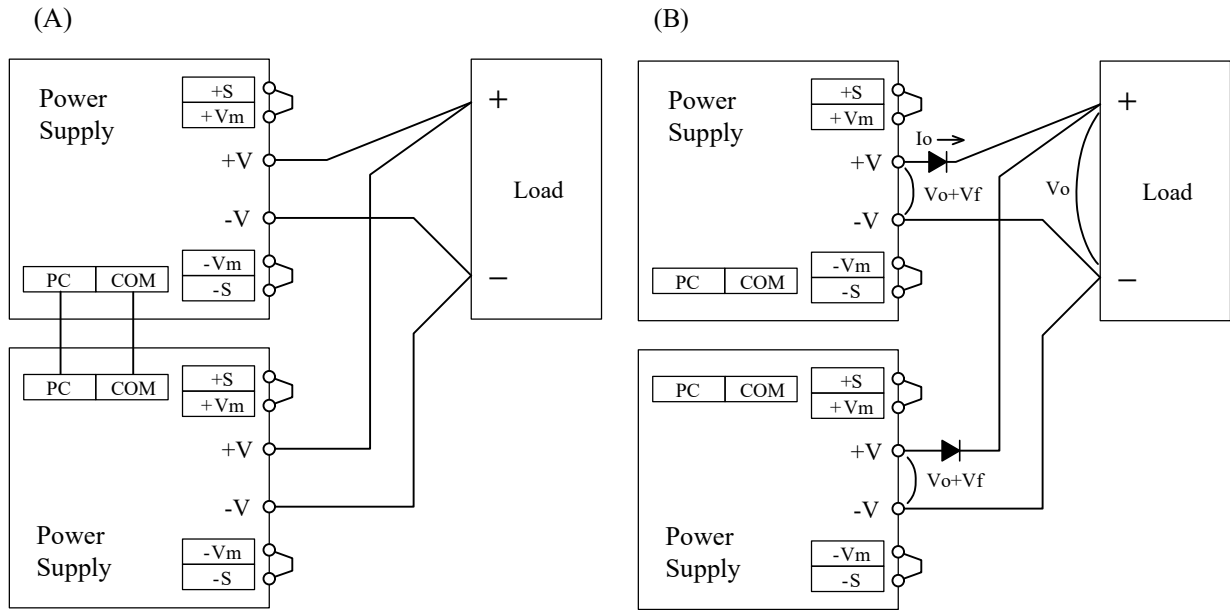 (A)
Power
Supply
+S
+Vm
+V
-V
-Vm
-S
PC COM
+
Load
−
PC COM
+S
+Vm
+V
-V
Power
Supply
-Vm
-S
(B)
Power
Supply
+S
+Vm
Io
+V
Vo+Vf
-V
-Vm
-S
PC COM
+
Vo
Load
−
PC COM
+S
+Vm
+V
Vo+Vf
-V
Power
Supply
-Vm
-S